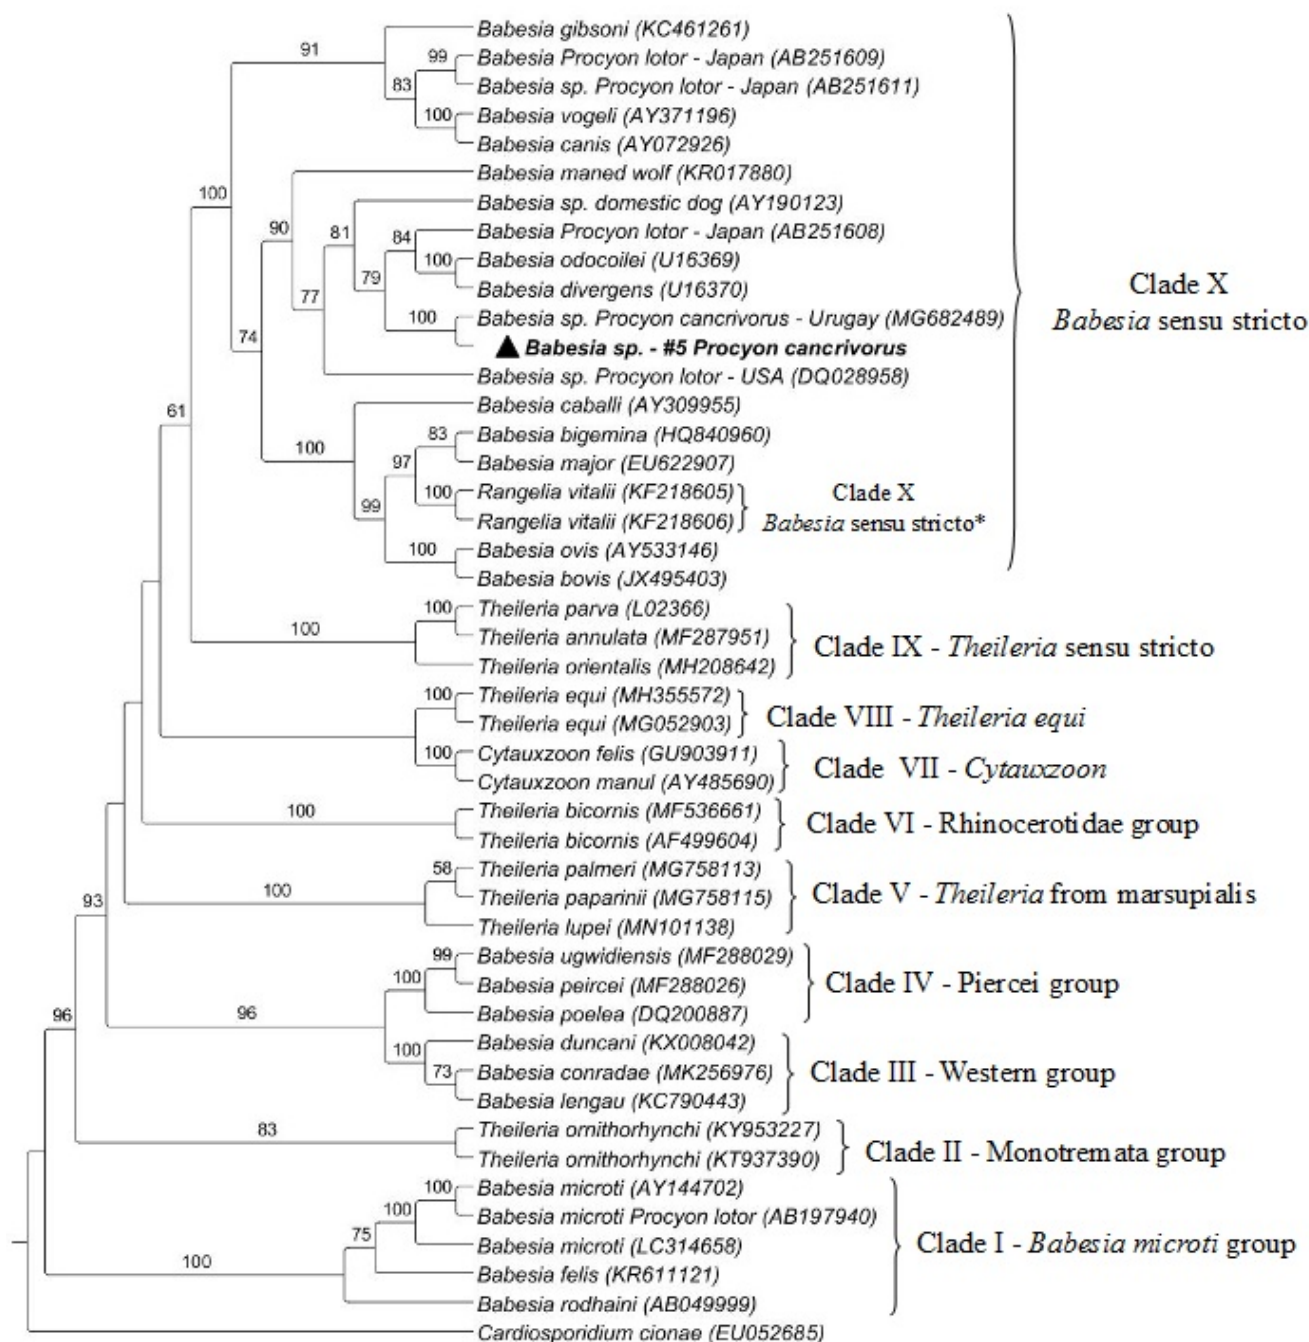 Babesia gibsoni (KC461261)
91
Babesia Procyon lotor - Japan (AB251609)
99
Babesia sp. Procyon lotor - Japan (AB251611)
83
Babesia vogeli (AY371196)
100
Babesia canis (AY072926)
Babesia maned wolf (KR017880)
100
Babesia sp. domestic dog (AY190123)
90
Babesia Procyon lotor - Japan (AB251608)
81
84
Babesia odocoilei (U16369)
100
79
Babesia divergens (U16370)
77
Babesia sp. Procyon cancrivorus - Urugay (MG682489)
100
74
Babesia sp. - #5 Procyon cancrivorus
Babesia sp. Procyon lotor - USA (DQ028958)
Clade X
Babesia sensu stricto
Babesia caballi (AY309955)
61
Babesia bigemina (HQ840960)
83
100
Babesia major (EU622907)
97
Rangelia vitalii (KF218605)
100
99
Rangelia vitalii (KF218606)
Clade X
Babesia sensu stricto*
Babesia ovis (AY533146)
100
Babesia bovis (JX495403)
Theileria parva (L02366)
100
100
Theileria annulata (MF287951)
Theileria orientalis (MH208642)
Clade IX - Theileria sensu stricto
Theileria equi (MH355572)
100
Theileria equi (MG052903)
Clade VIII - Theileria equi
Cytauxzoon felis (GU903911)
100
Cytauxzoon manul (AY485690)
Clade VII - Cytauxzoon
Theileria bicornis (MF536661)
100
Theileria bicornis (AF499604)
Clade VI - Rhinocerotidae group
Theileria palmeri (MG758113)
58
100
Theileria paparinii (MG758115)
Theileria lupei (MN101138)
Clade V - Theileria from marsupialis
93
Babesia ugwidiensis (MF288029)
99
100
Babesia peircei (MF288026)
Babesia poelea (DQ200887)
Clade IV - Piercei group
96
96
Babesia duncani (KX008042)
100
Babesia conradae (MK256976)
73
Babesia lengau (KC790443)
Clade III - Western group
Theileria ornithorhynchi (KY953227)
83
Theileria ornithorhynchi (KT937390)
Clade II - Monotremata group
Babesia microti (AY144702)
100
Babesia microti Procyon lotor (AB197940)
100
Babesia microti (LC314658)
75
Babesia felis (KR611121)
100
Babesia rodhaini (AB049999)
Clade I - Babesia microti group
Cardiosporidium cionae (EU052685)